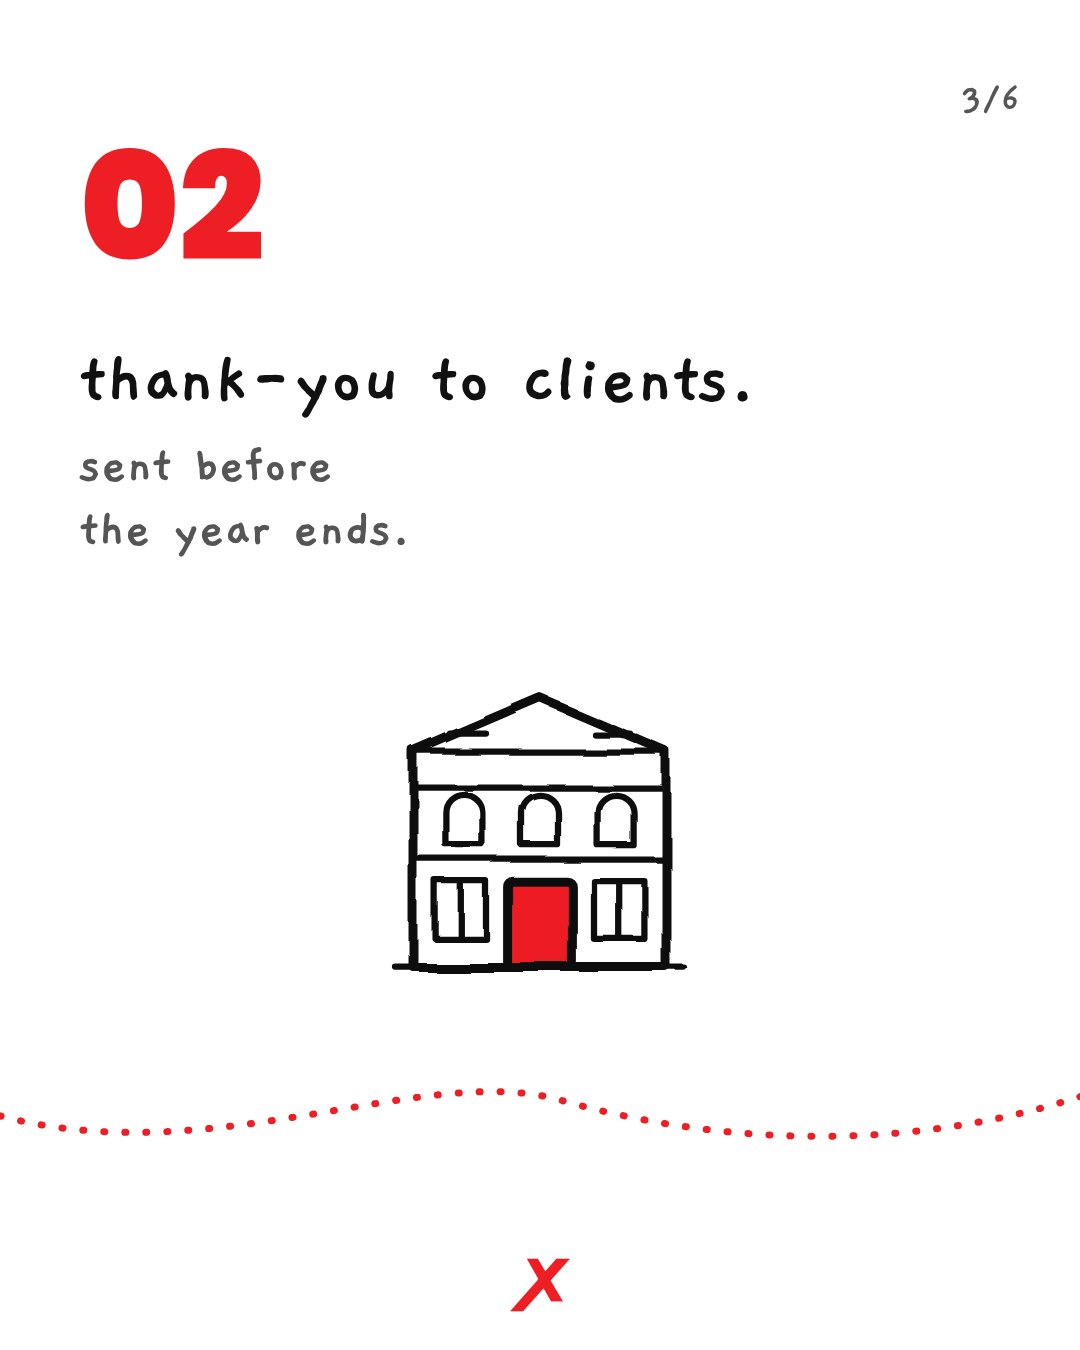 3/6
02
thank-you to clients.
sent before
the year ends.
X